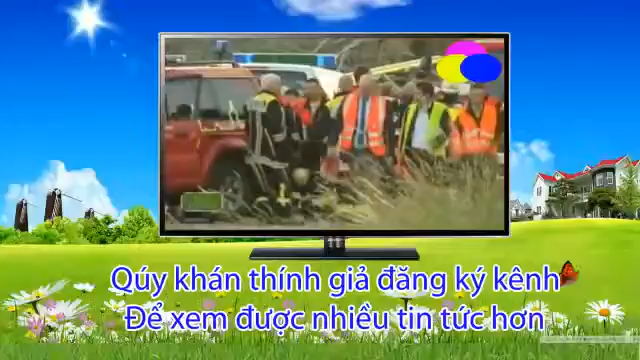 Qúy khán thính giả đăng ký kênh
Để xem được nhiều tin tức hơn